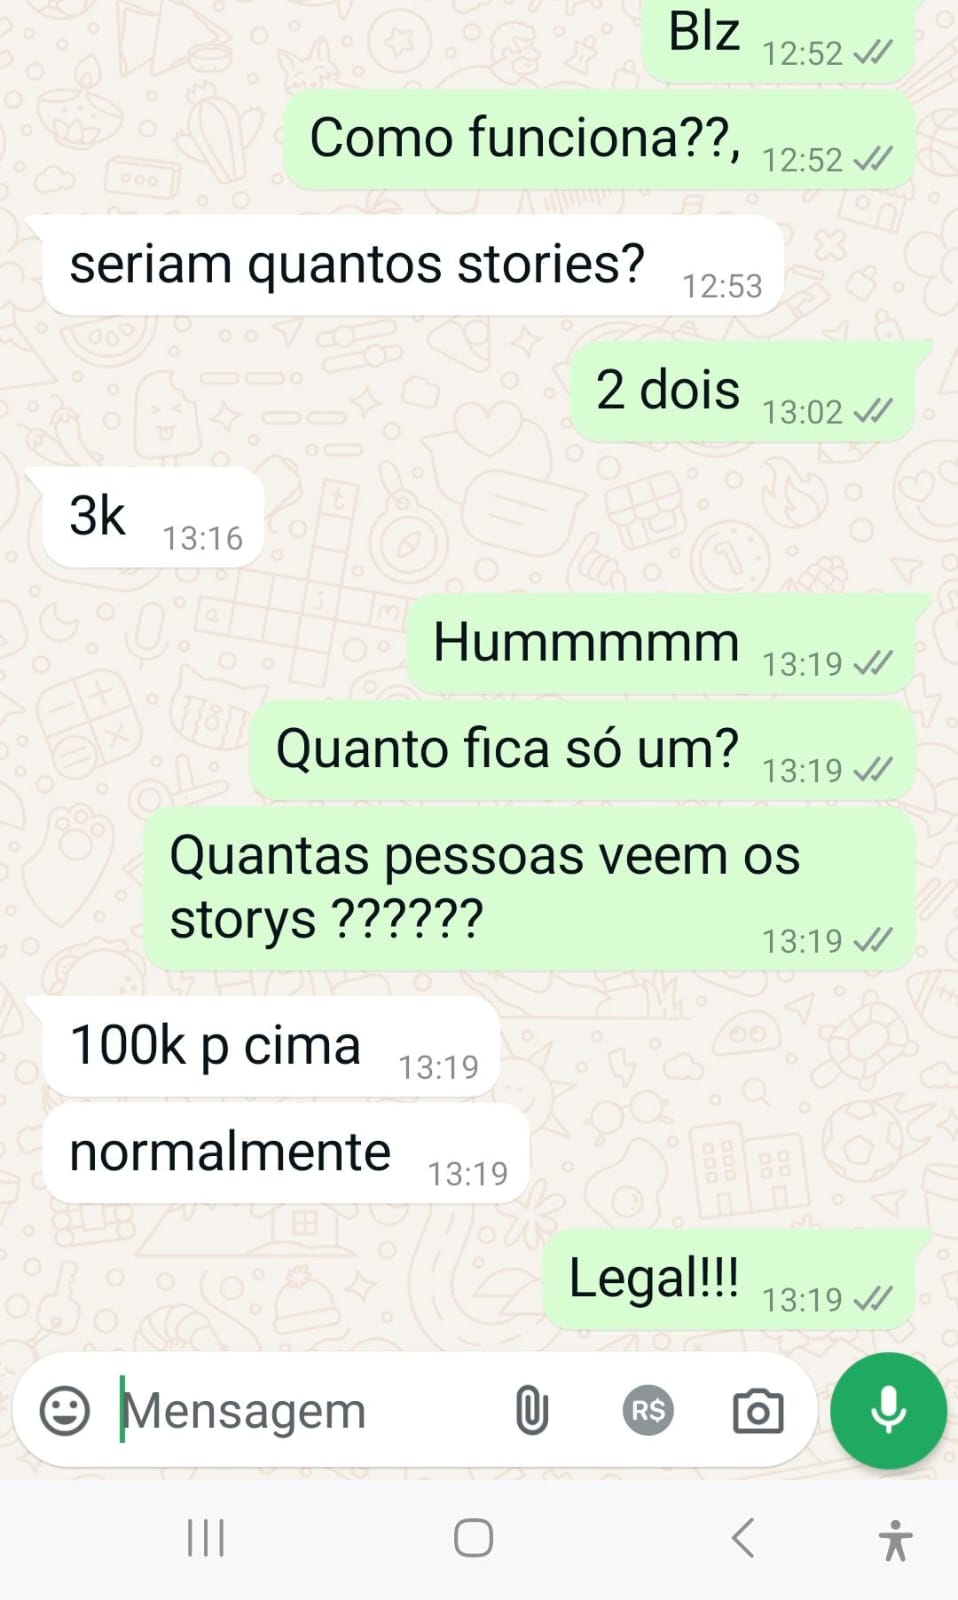 Blz 12:52
Como funciona??, 12:52
seriam quantos stories? 12:53
2 dois 13:02
3k 13:16
Hummmmm 13:19
Quanto fica só um? 13:19
Quantas pessoas veem os
storys ?????? 13:19
100k p cima 13:19
normalmente 13:19
Legal!!! 13:19
Mensagem R$